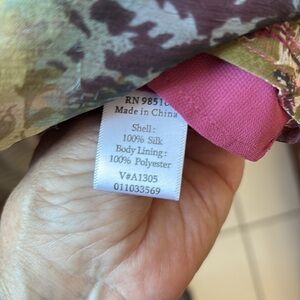 RN 98510
Made in China
Shell:
100% Silk
Body Lining:
100% Polyester
V#A1305
011033569